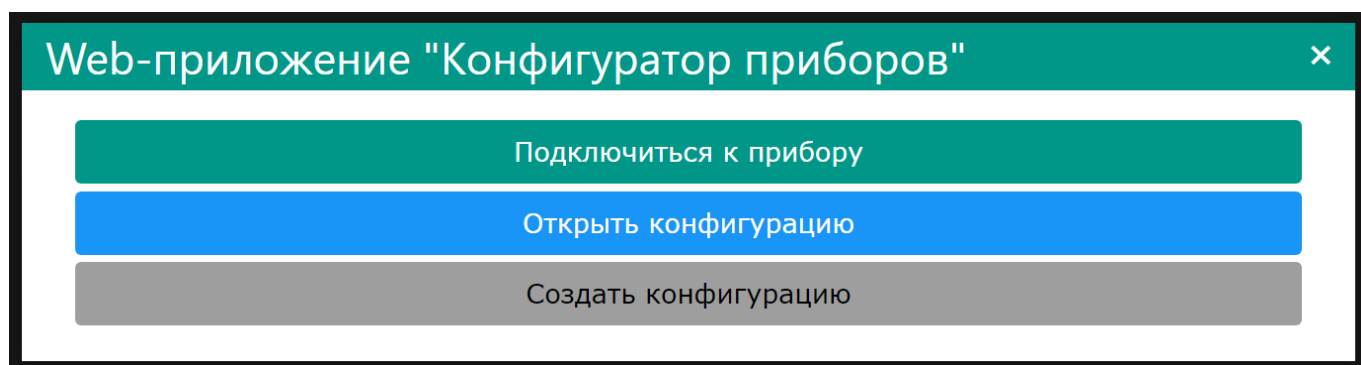 Web-приложение "Конфигуратор приборов" ×
Подключиться к прибору
Открыть конфигурацию
Создать конфигурацию